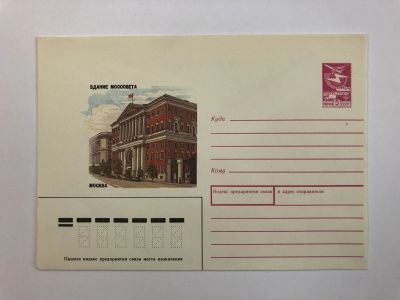 ЗДАНИЕ МОССОВЕТА
МОСКВА
Куда
Кому
Индекс предприятия связи и адрес отправителя
Пишите индекс предприятия связи места назначения